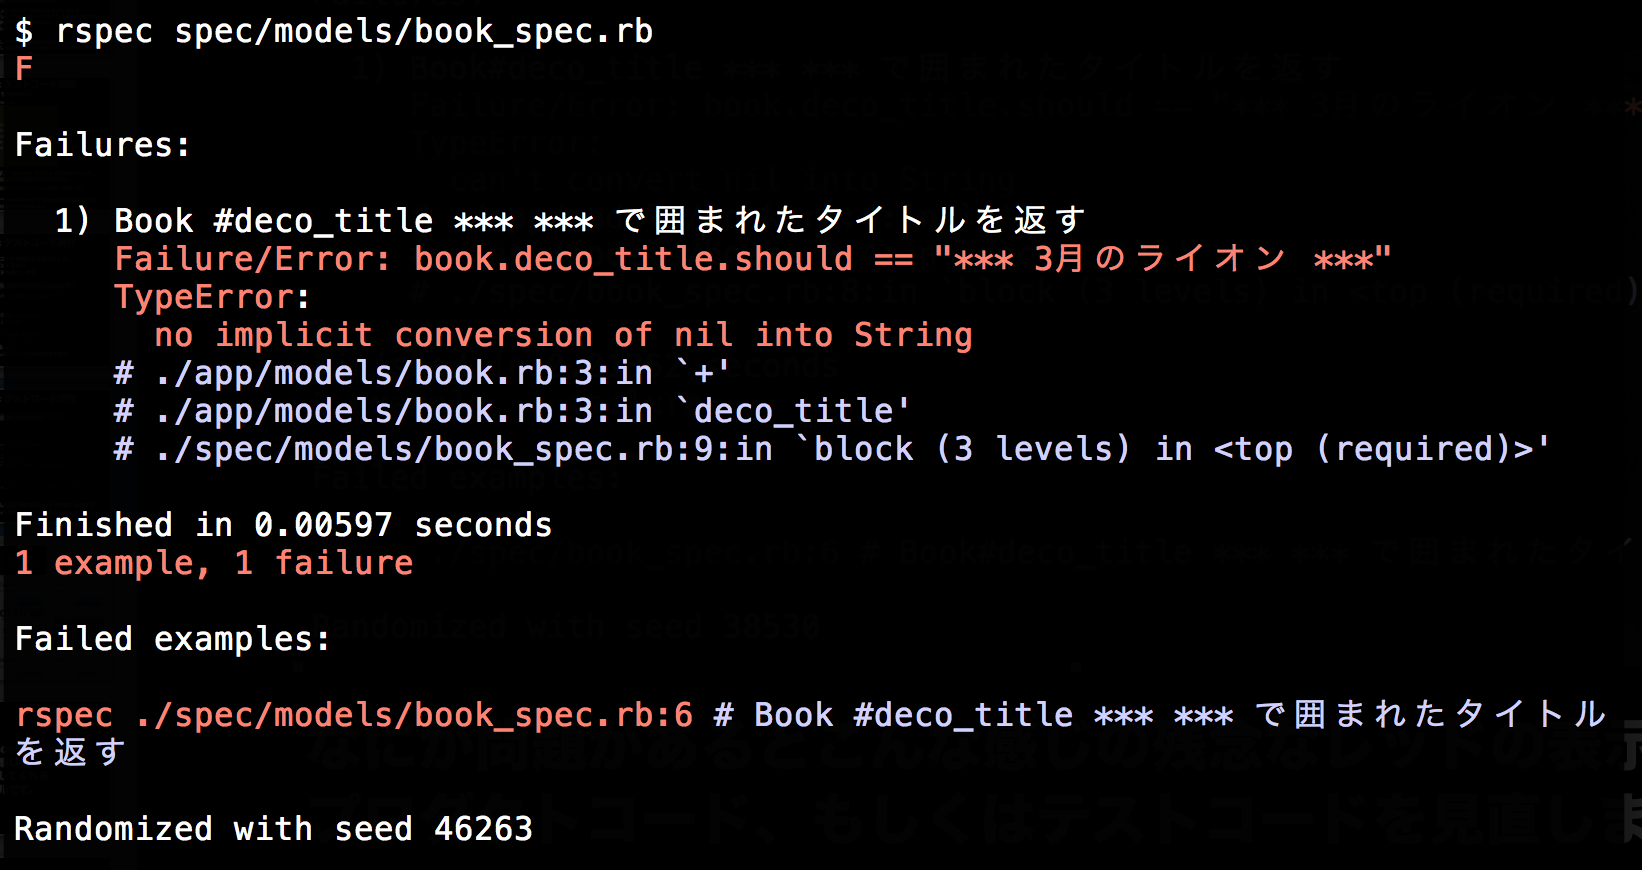 $ rspec spec/models/book_spec.rb
F
Failures:
1) Book #deco_title *** *** で囲まれたタイトルを返す
Failure/Error: book.deco_title.should == "*** 3月のライオン ***"
TypeError:
no implicit conversion of nil into String
# ./app/models/book.rb:3:in `+'
# ./app/models/book.rb:3:in `deco_title'
# ./spec/models/book_spec.rb:9:in `block (3 levels) in <top (required)>'
Finished in 0.00597 seconds
1 example, 1 failure
Failed examples:
rspec ./spec/models/book_spec.rb:6 # Book #deco_title *** *** で囲まれたタイトル
を返す
Randomized with seed 46263